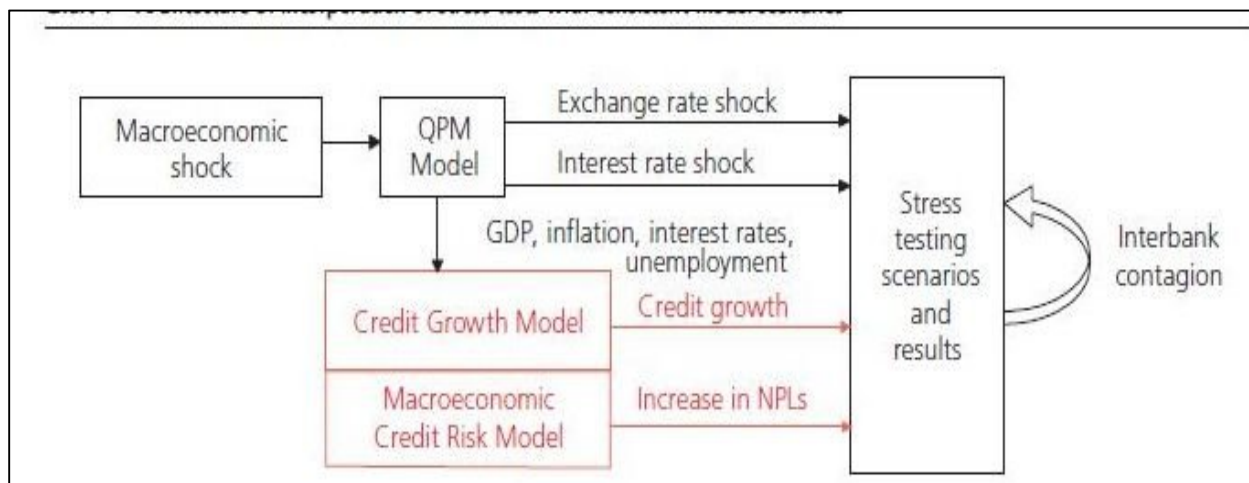 Macroeconomic
shock
QPM
Model
Exchange rate shock
Interest rate shock
GDP, inflation, interest rates,
unemployment
Credit Growth Model
Credit growth
Macroeconomic
Credit Risk Model
Increase in NPLs
Stress
testing
scenarios
and
results
Interbank
contagion